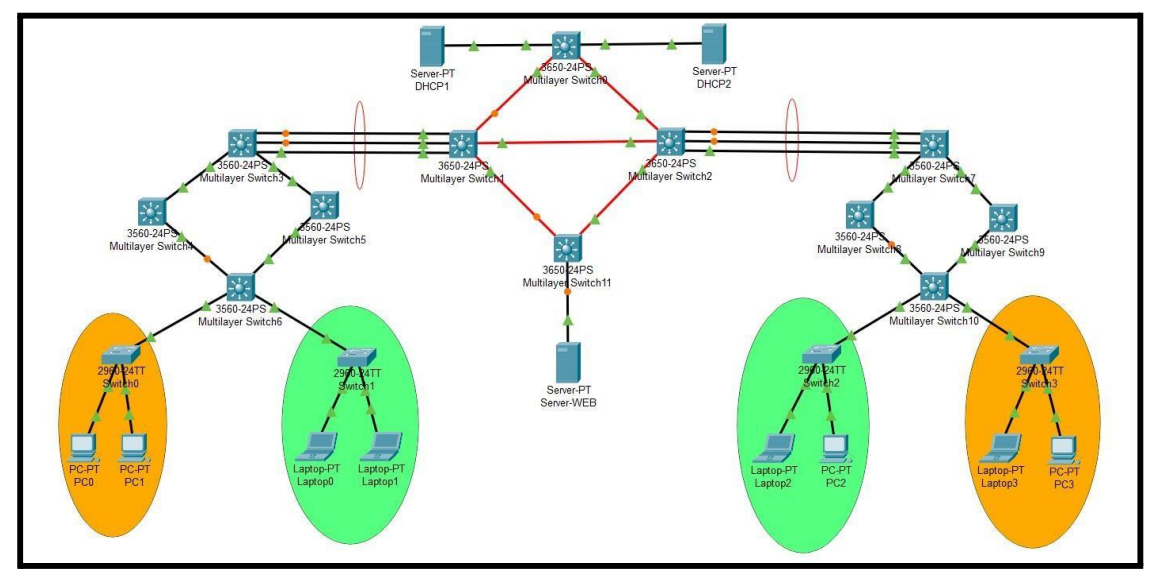 Server-PT
DHCP1
3650-24PS
Multilayer Switch0
Server-PT
DHCP2
3560-24PS
Multilayer Switch3
3650-24PS
Multilayer Switch1
3650-24PS
Multilayer Switch2
3560-24PS
Multilayer Switch7
3560-24PS
Multilayer Switch4
3560-24PS
Multilayer Switch5
3560-24PS
Multilayer Switch8
3560-24PS
Multilayer Switch9
3650-24PS
Multilayer Switch11
3560-24PS
Multilayer Switch6
3560-24PS
Multilayer Switch10
2960-24TT
Switch0
2960-24TT
Switch1
Server-PT
Server-WEB
2960-24TT
Switch2
2960-24TT
Switch3
PC-PT
PC0
PC-PT
PC1
Laptop-PT
Laptop0
Laptop-PT
Laptop1
Laptop-PT
Laptop2
PC-PT
PC2
Laptop-PT
Laptop3
PC-PT
PC3